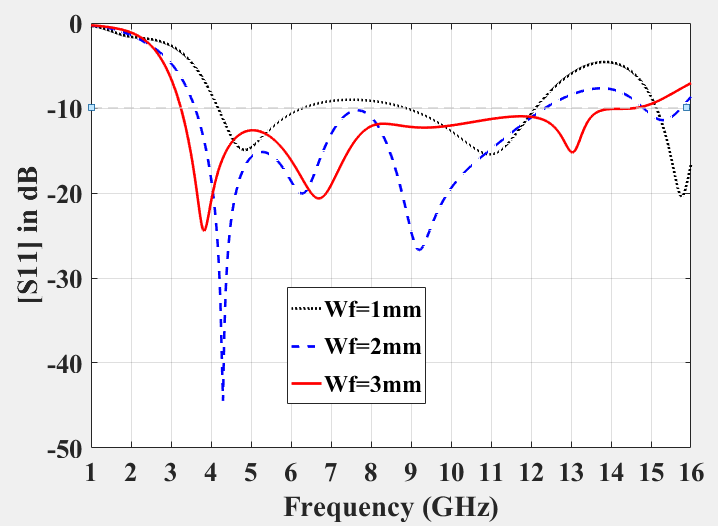 0
-10
-20
-30
-40
-50
[S11] in dB
Wf=1mm
Wf=2mm
Wf=3mm
1 2 3 4 5 6 7 8 9 10 11 12 13 14 15 16
Frequency (GHz)